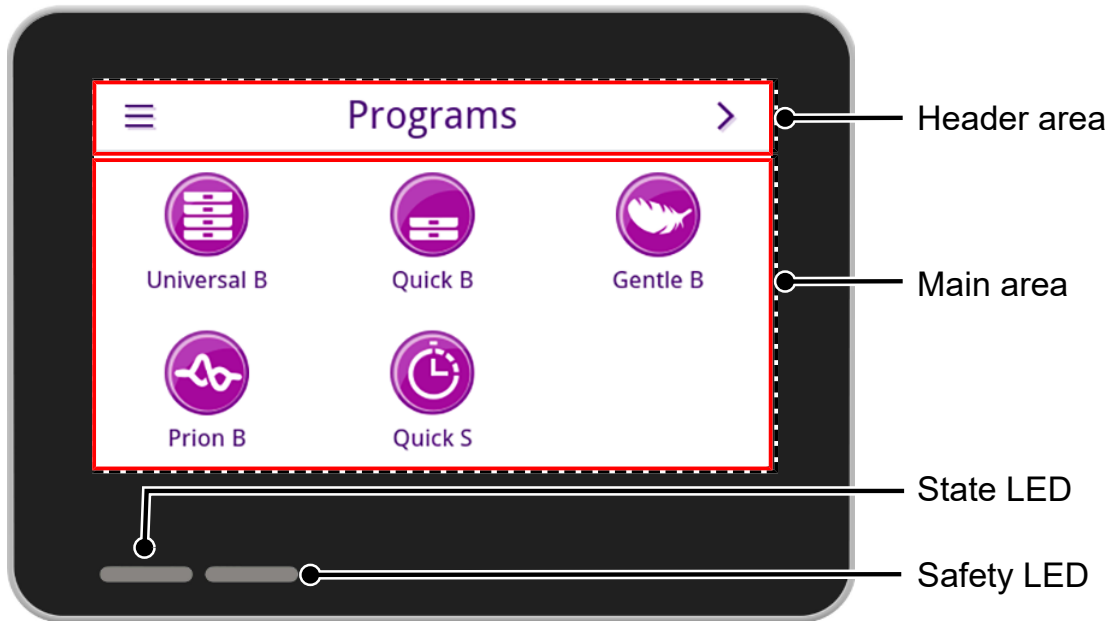 Programs
Header area
Universal B
Quick B
Gentle B
Main area
Prion B
Quick S
State LED
Safety LED